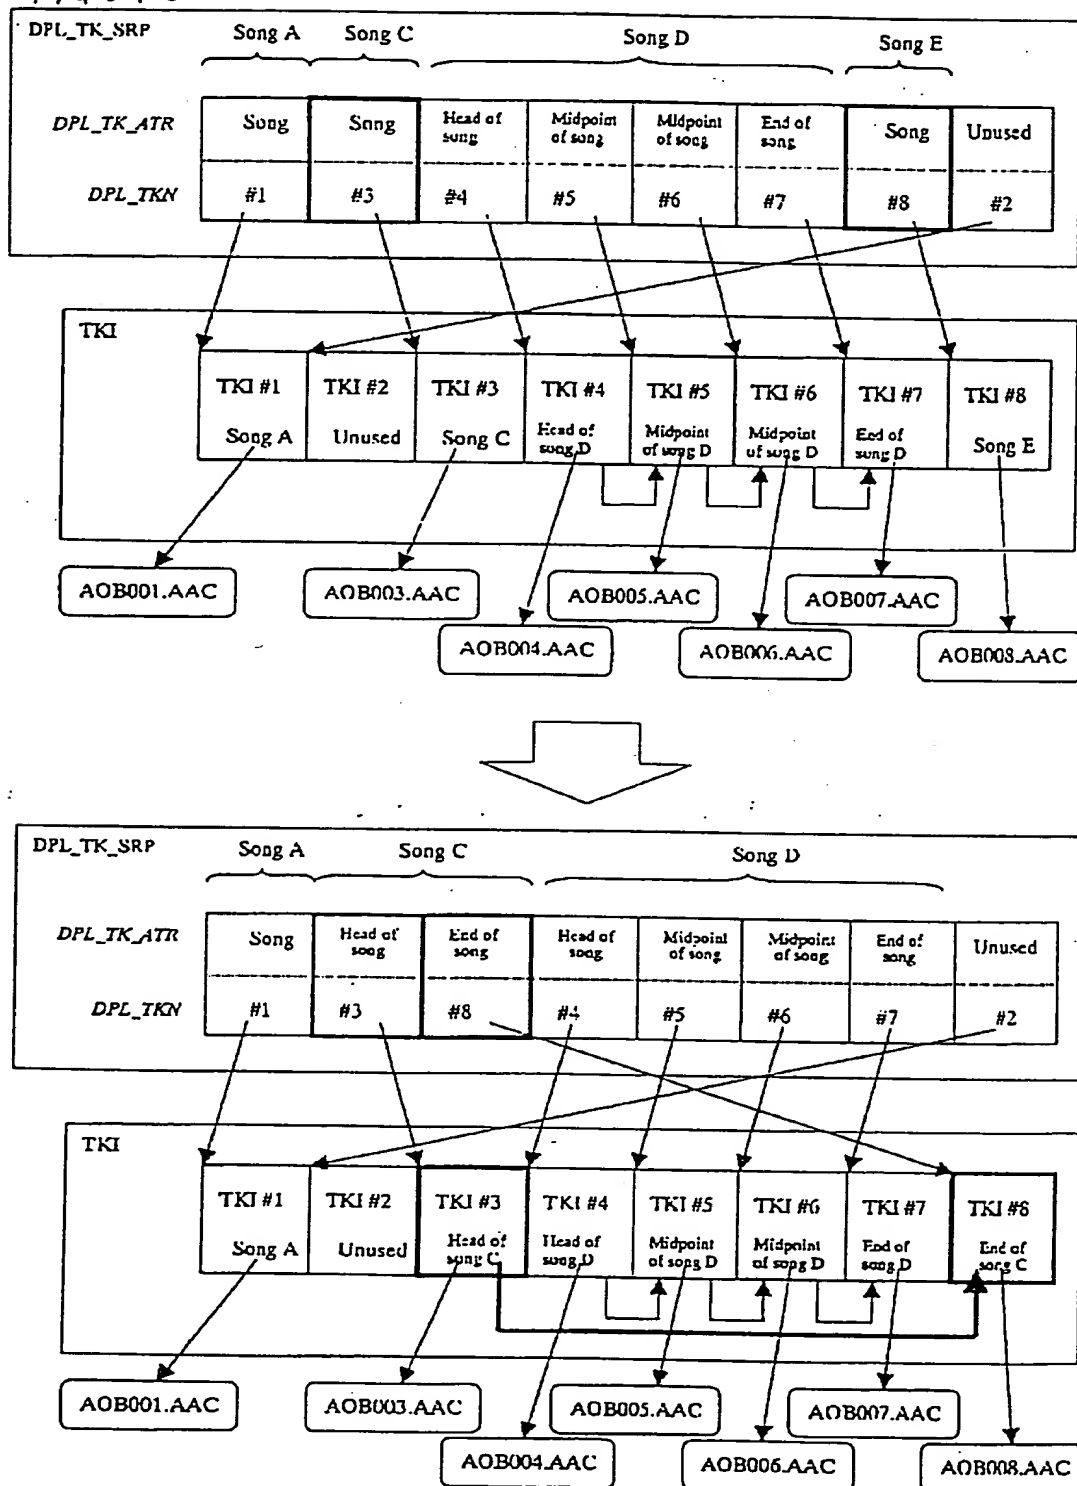 DPL_TK_SRP
Song A Song C Song D Song E
DPL_TK_ATR Song Song Head of song Midpoint of song Midpoint of song End of song Song Unused
DPL_TKN #1 #3 #4 #5 #6 #7 #8 #2
TKI
TKI #1 TKI #2 TKI #3 TKI #4 TKI #5 TKI #6 TKI #7 TKI #8
Song A Unused Song C Head of song D Midpoint of song D Midpoint of song D End of song D Song E
AOB001.AAC AOB003.AAC AOB005.AAC AOB007.AAC
AOB004.AAC AOB006.AAC AOB008.AAC
DPL_TK_SRP
Song A Song C Song D
DPL_TK_ATR Song Head of song End of song Head of song Midpoint of song Midpoint of song End of song Unused
DPL_TKN #1 #3 #8 #4 #5 #6 #7 #2
TKI
TKI #1 TKI #2 TKI #3 TKI #4 TKI #5 TKI #6 TKI #7 TKI #8
Song A Unused Head of song C Head of song D Midpoint of song D Midpoint of song D End of song D End of song C
AOB001.AAC AOB003.AAC AOB005.AAC AOB007.AAC
AOB004.AAC AOB006.AAC AOB008.AAC